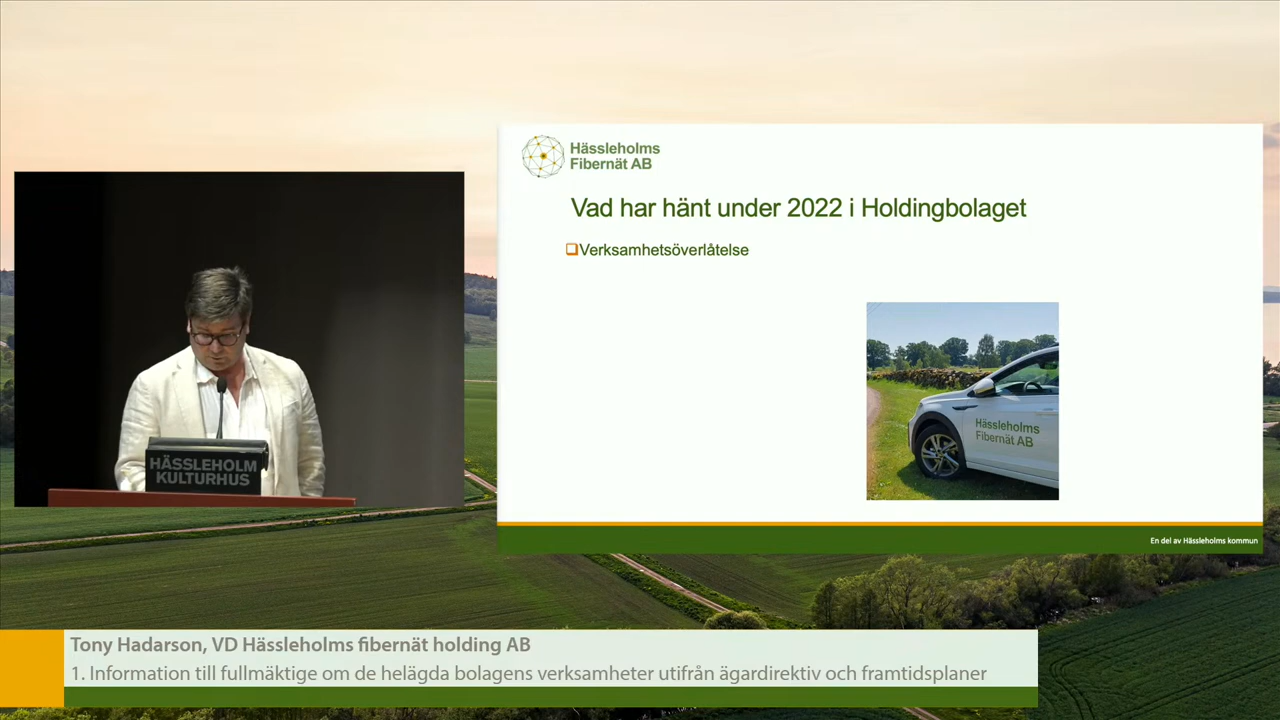 Hässleholms
Fibernät AB
Vad har hänt under 2022 i Holdingbolaget
Verksamhetsöverlåtelse
Hässleholms
Fibernät AB
HÄSSLEHOLM
KULTURHUS
En del av Hässleholms kommun
Tony Hadarson, VD Hässleholms fibernät holding AB
1. Information till fullmäktige om de helägda bolagens verksamheter utifrån ägardirektiv och framtidsplaner